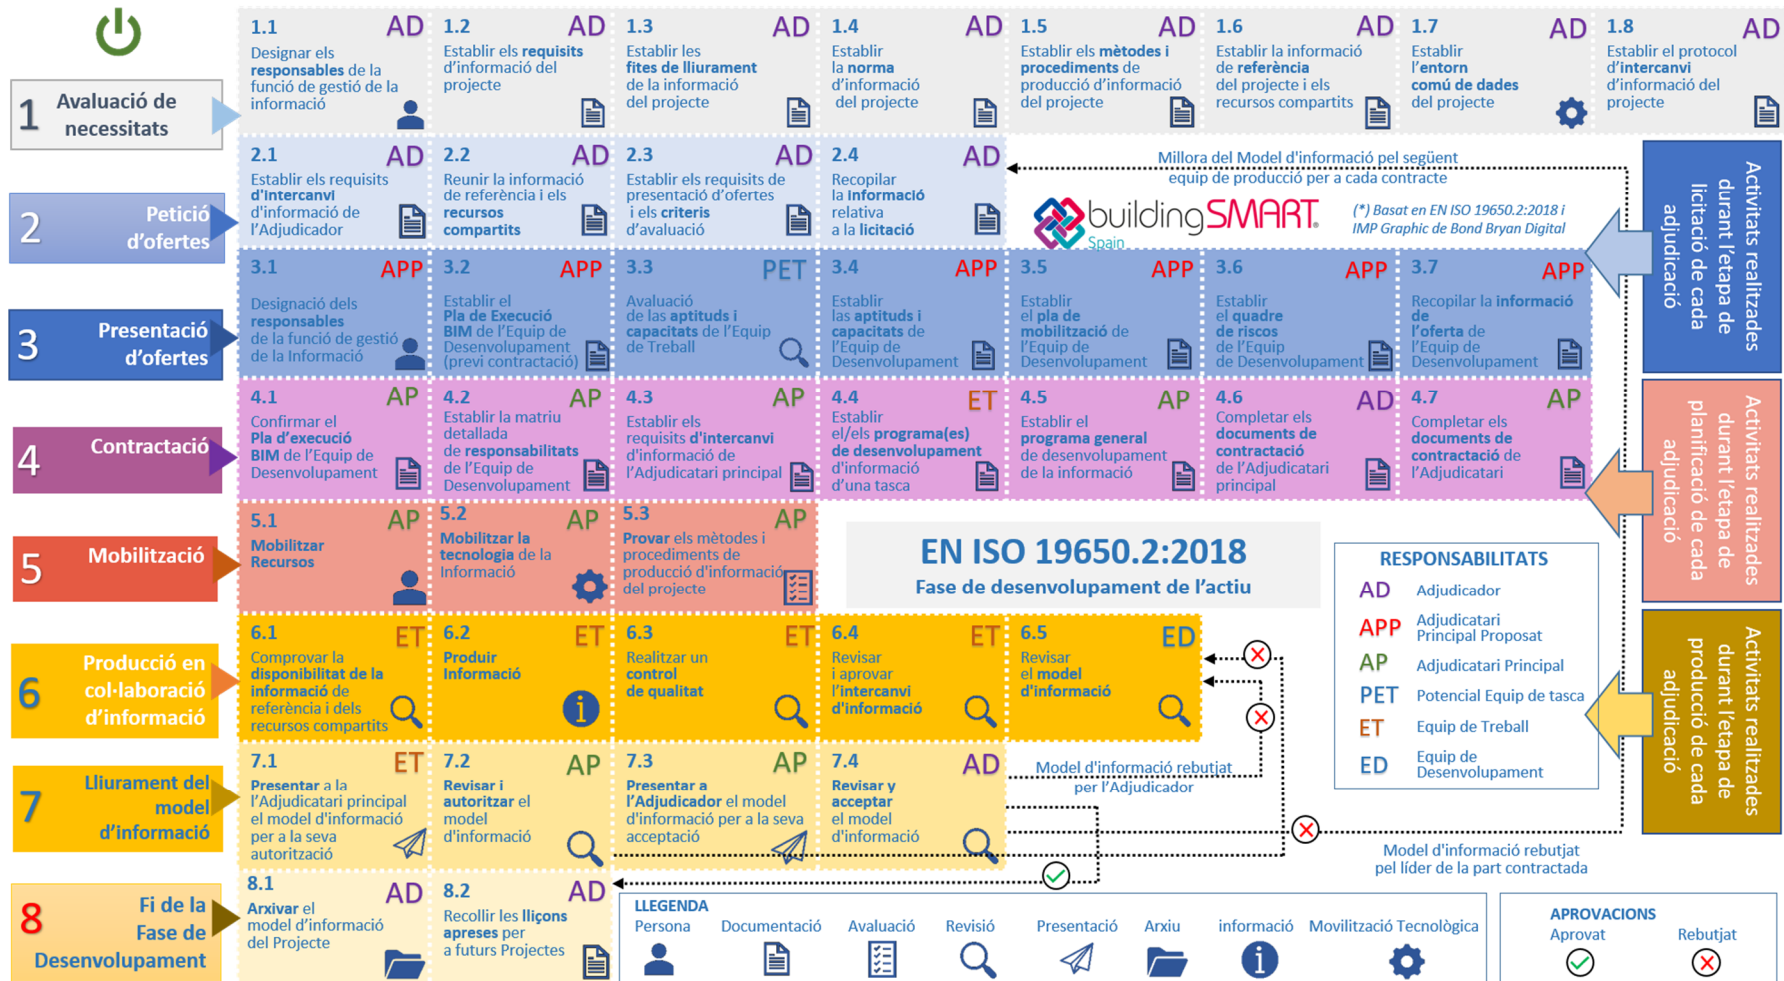 1
Avaluació de
necessitats
1.1 AD
Designar els
responsables de la
funció de gestió de la
informació
1.2 AD
Establir els requisits
d'informació del
projecte
1.3 AD
Establir les
fites de lliurament
de la informació
del projecte
1.4 AD
Establir
la norma
d'informació
del projecte
1.5 AD
Establir els mètodes i
procediments de
producció d'informació
del projecte
1.6 AD
Establir la informació
de referència
del projecte i els
recursos compartits
1.7 AD
Establir
l'entorn
comú de dades
del projecte
1.8 AD
Establir el protocol
d'intercanvi
d'informació del
projecte
2
Petició
d'ofertes
2.1 AD
Establir els requisits
d'intercanvi
d'informació de
l'Adjudicador
2.2 AD
Reunir la informació
de referència i els
recursos
compartits
2.3 AD
Establir els requisits de
presentació d'ofertes
i els criteris
d'avaluació
2.4 AD
Recopilar
la informació
relativa
a la licitació
Millora del Model d'informació pel següent
equip de producció per a cada contracte
buildingSMART®
Spain
(*) Basat en EN ISO 19650.2:2018 i
IMP Graphic de Bond Bryan Digital
Activitats realitzades
durant l'etapa de
licitació de cada
adjudicació
3
Presentació
d'ofertes
3.1 APP
Designació dels
responsables
de la funció de gestió
de la Informació
3.2 APP
Establir el
Pla de Execució
BIM de l'Equip de
Desenvolupament
(previ contractació)
3.3 PET
Avaluació
de las aptituds i
capacitats de l'Equip
de Treball
3.4 APP
Establir
las aptituds i
capacitats de
l'Equip de
Desenvolupament
3.5 APP
Establir
el pla de
mobilització de
l'Equip de
Desenvolupament
3.6 APP
Establir
el quadre
de riscos
de l'Equip
de Desenvolupament
3.7 APP
Recopilar la informació
de
l'oferta de
l'Equip de
Desenvolupament
4
Contractació
4.1 AP
Confirmar el
Pla d'execució
BIM de l'Equip de
Desenvolupament
4.2 AP
Establir la matriu
detallada
de responsabilitats
de l'Equip de
Desenvolupament
4.3 AP
Establir els
requisits d'intercanvi
d'informació de
l'Adjudicatari principal
4.4 ET
Establir
el/els programa(es)
de desenvolupament
d'informació
d'una tasca
4.5 AP
Establir el
programa general
de desenvolupament
de la informació
4.6 AD
Completar els
documents de
contractació
de l'Adjudicatari
principal
4.7 AP
Completar els
documents de
contractació de
l'Adjudicatari
Activitats realitzades
durant l'etapa de
planificació de cada
adjudicació
5
Mobilització
5.1 AP
Mobilitzar
Recursos
5.2 AP
Mobilitzar la
tecnologia de la
Informació
5.3 AP
Provar els mètodes i
procediments de
producció d'informació
del projecte
EN ISO 19650.2:2018
Fase de desenvolupament de l'actiu
RESPONSABILITATS
AD Adjudicador
APP Adjudicatari
Principal Proposat
AP Adjudicatari Principal
PET Potencial Equip de tasca
ET Equip de Treball
ED Equip de
Desenvolupament
6
Producció en
col·laboració
d'informació
6.1 ET
Comprovar la
disponibilitat de la
informació de
referència i dels
recursos compartits
6.2 ET
Produir
Informació
6.3 ET
Realitzar un
control
de qualitat
6.4 ET
Revisar
i aprovar
l'intercanvi
d'informació
6.5 ED
Revisar
el model
d'informació
Activitats realitzades
durant l'etapa de
producció de cada
adjudicació
7
Lliurament del
model
d'informació
7.1 ET
Presentar a la
l'Adjudicatari principal
el model d'informació
per a la seva
autorització
7.2 AP
Revisar i
autoritzar el
model
d'informació
7.3 AP
Presentar a
l'Adjudicador el model
d'informació per a la seva
acceptació
7.4 AD
Revisar y
acceptar
el model
d'informació
Model d'informació rebutjat
per l'Adjudicador
Model d'informació rebutjat
pel líder de la part contractada
8
Fi de la
Fase de
Desenvolupament
8.1 AD
Arxivar el
model d'informació
del Projecte
8.2 AD
Recollir les lliçons
apreses per
a futurs Projectes
LLEGENDA
Persona Documentació Avaluació Revisió Presentació Arxiu informació Movilització Tecnològica
APROVACIONS
Aprovat Rebutjat